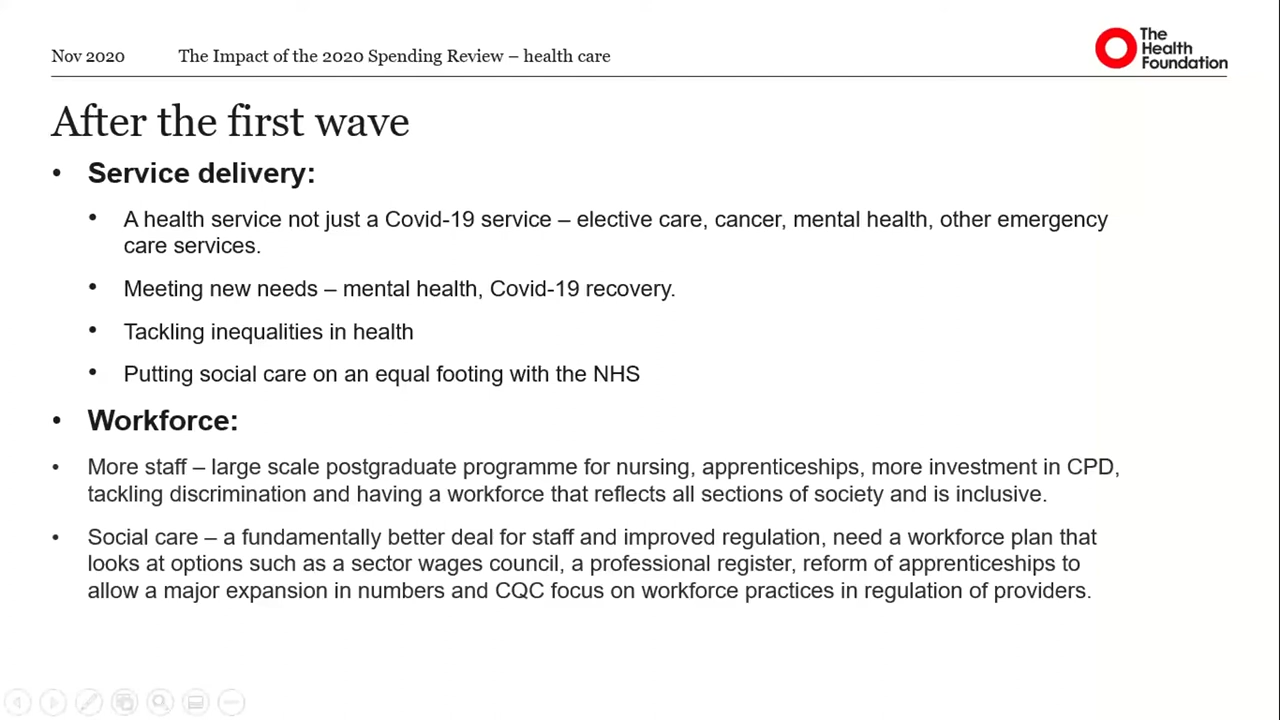 Nov 2020 The Impact of the 2020 Spending Review – health care
The
Health
Foundation
After the first wave
• Service delivery:
• A health service not just a Covid-19 service – elective care, cancer, mental health, other emergency
care services.
• Meeting new needs – mental health, Covid-19 recovery.
• Tackling inequalities in health
• Putting social care on an equal footing with the NHS
• Workforce:
• More staff – large scale postgraduate programme for nursing, apprenticeships, more investment in CPD,
tackling discrimination and having a workforce that reflects all sections of society and is inclusive.
• Social care – a fundamentally better deal for staff and improved regulation, need a workforce plan that
looks at options such as a sector wages council, a professional register, reform of apprenticeships to
allow a major expansion in numbers and CQC focus on workforce practices in regulation of providers.